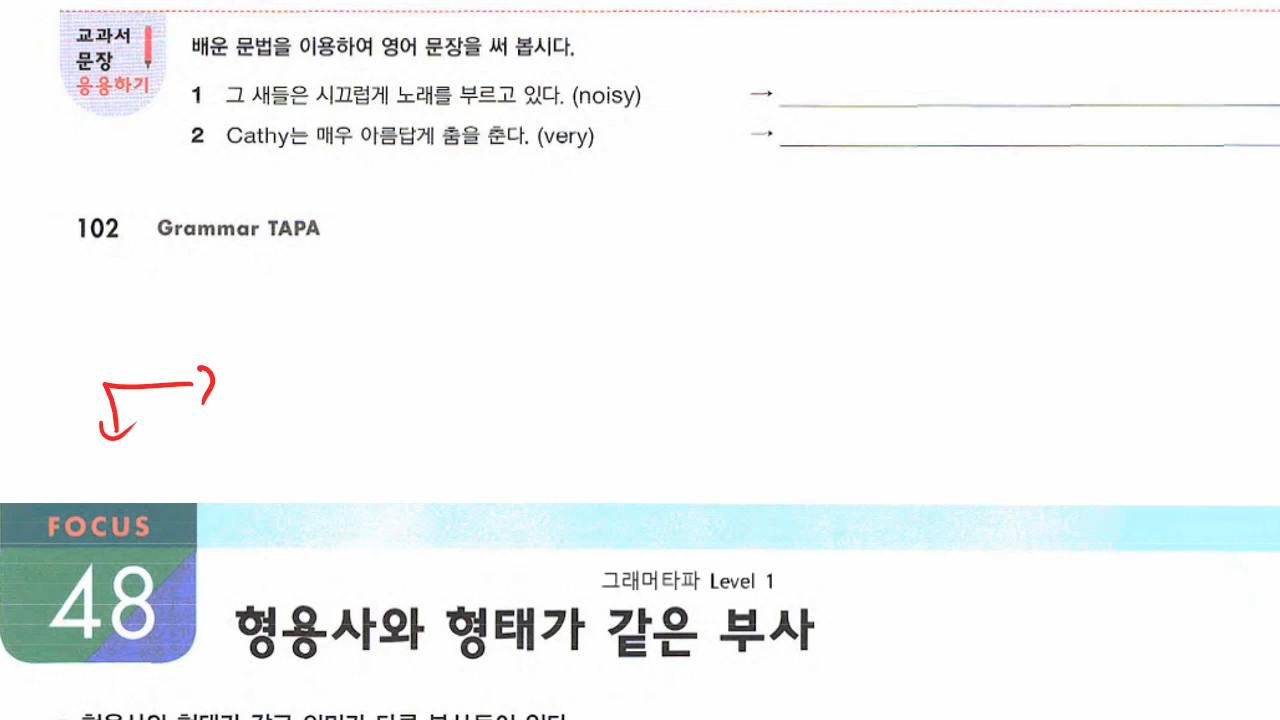 교과서
문장
응용하기
배운 문법을 이용하여 영어 문장을 써 봅시다.
1 그 새들은 시끄럽게 노래를 부르고 있다. (noisy) →
2 Cathy는 매우 아름답게 춤을 춘다. (very) →
102 Grammar TAPA
FOCUS
48
그래머타파 Level 1
형용사와 형태가 같은 부사